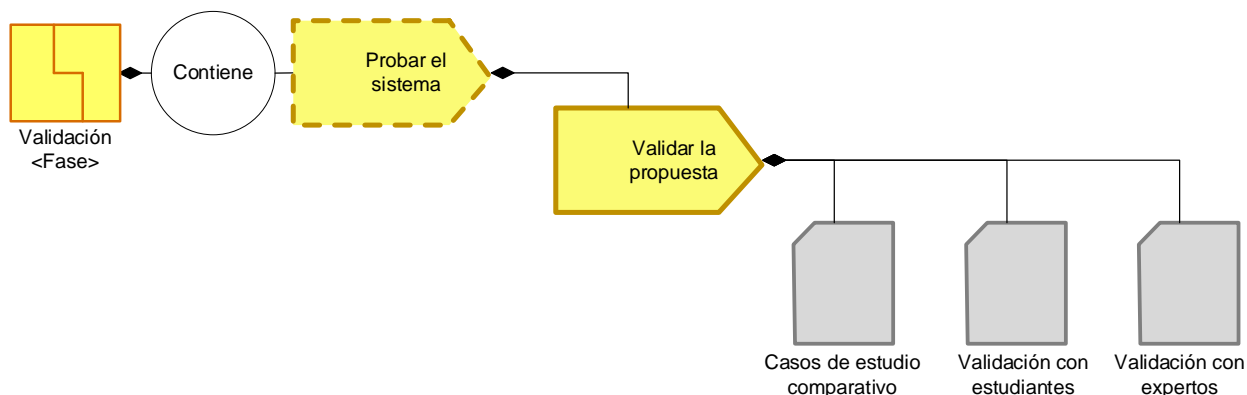 Validación
<Fase>
Contiene
Probar el
sistema
Validar la
propuesta
Casos de estudio
comparativo
Validación con
estudiantes
Validación con
expertos